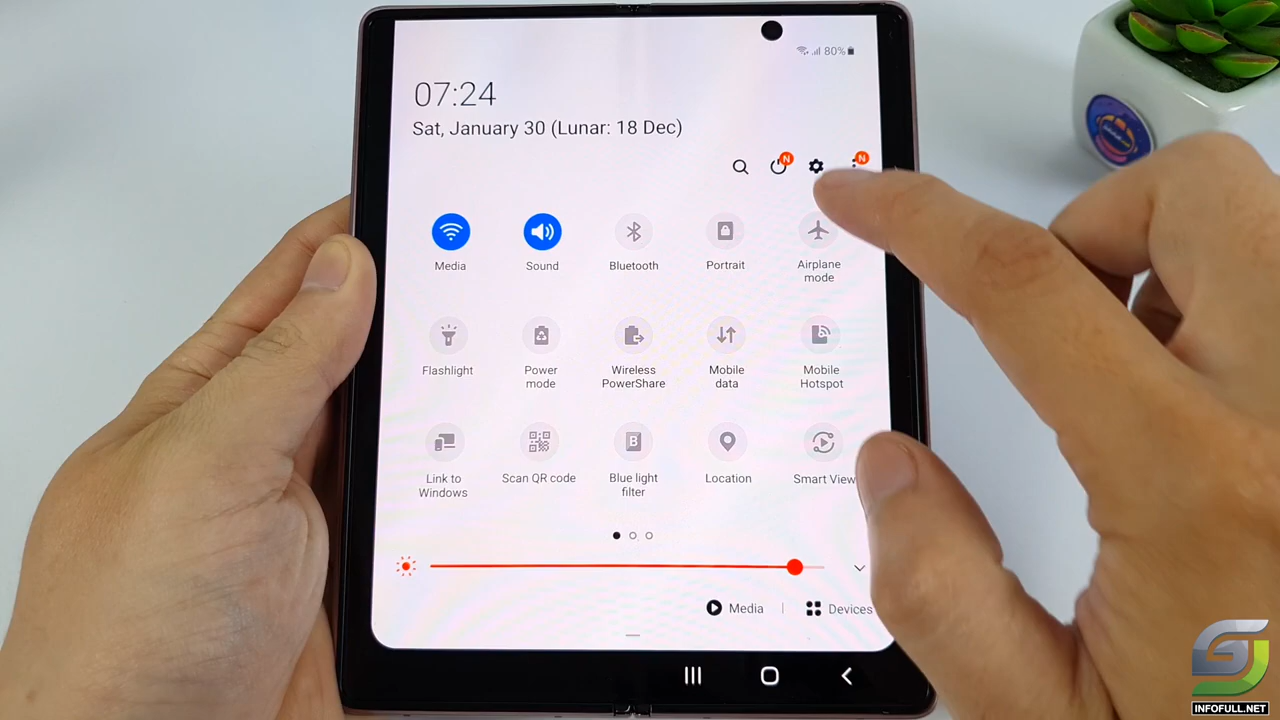 80%
07:24
Sat, January 30 (Lunar: 18 Dec)
N
N
Media
Sound
Bluetooth
Portrait
Airplane
mode
Flashlight
Power
mode
Wireless
PowerShare
Mobile
data
Mobile
Hotspot
Link to
Windows
Scan QR code
B
Blue light
filter
Location
Smart View
Media
Devices
INFOFULL.NET